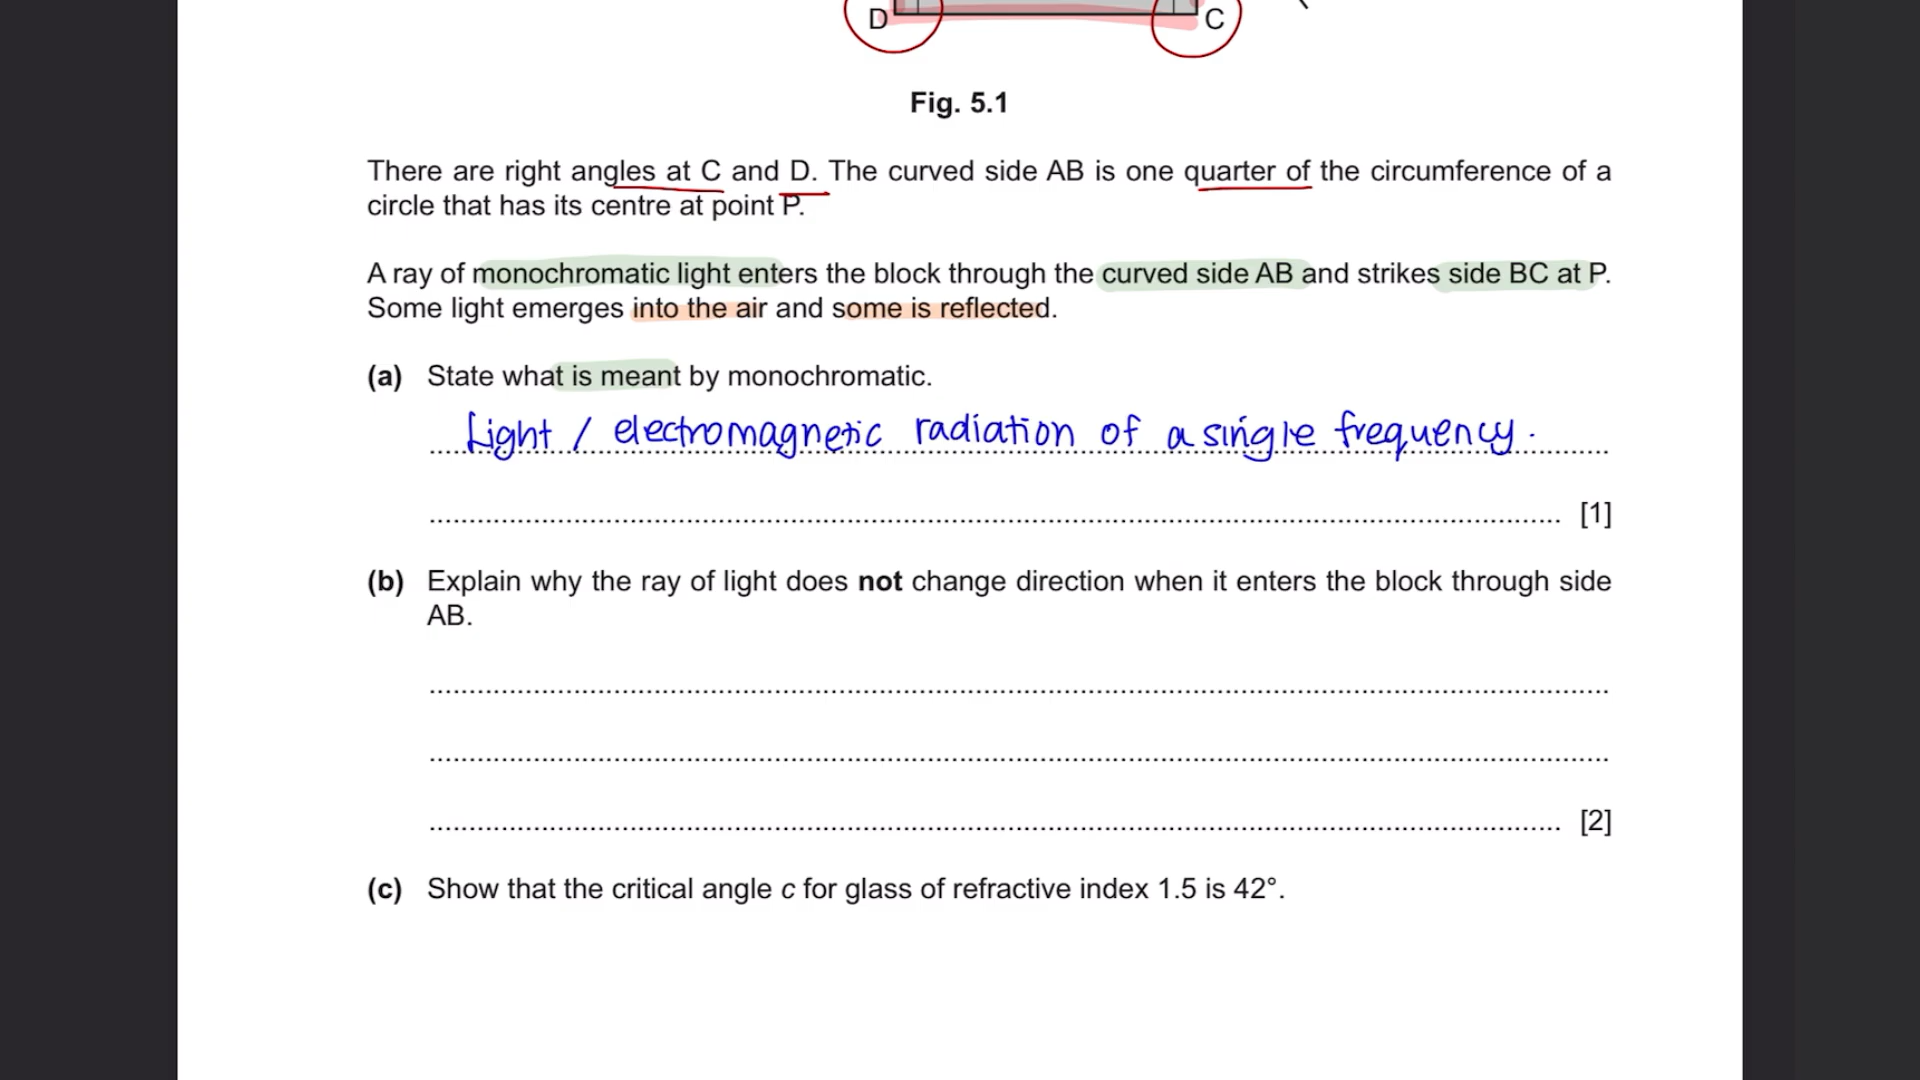 D C
Fig. 5.1
There are right angles at C and D. The curved side AB is one quarter of the circumference of a
circle that has its centre at point P.
A ray of monochromatic light enters the block through the curved side AB and strikes side BC at P.
Some light emerges into the air and some is reflected.
(a) State what is meant by monochromatic.
Light / electromagnetic radiation of a single frequency.
[1]
(b) Explain why the ray of light does not change direction when it enters the block through side
AB.
[2]
(c) Show that the critical angle c for glass of refractive index 1.5 is 42°.